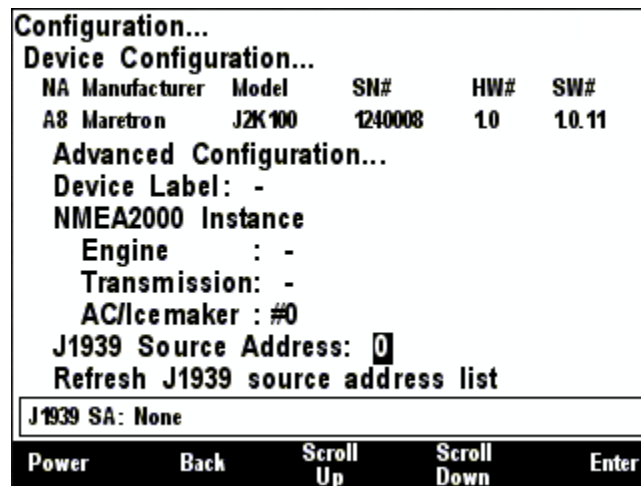 Configuration...
Device Configuration...
NA Manufacturer Model SN# HW# SW#
A8 Maretron J2K100 1240008 1.0 1.0.11
Advanced Configuration...
Device Label: -
NMEA2000 Instance
Engine : -
Transmission: -
AC/Icemaker : #0
J1939 Source Address: 0
Refresh J1939 source address list
J1939 SA: None
Power Back Scroll Up Scroll Down Enter